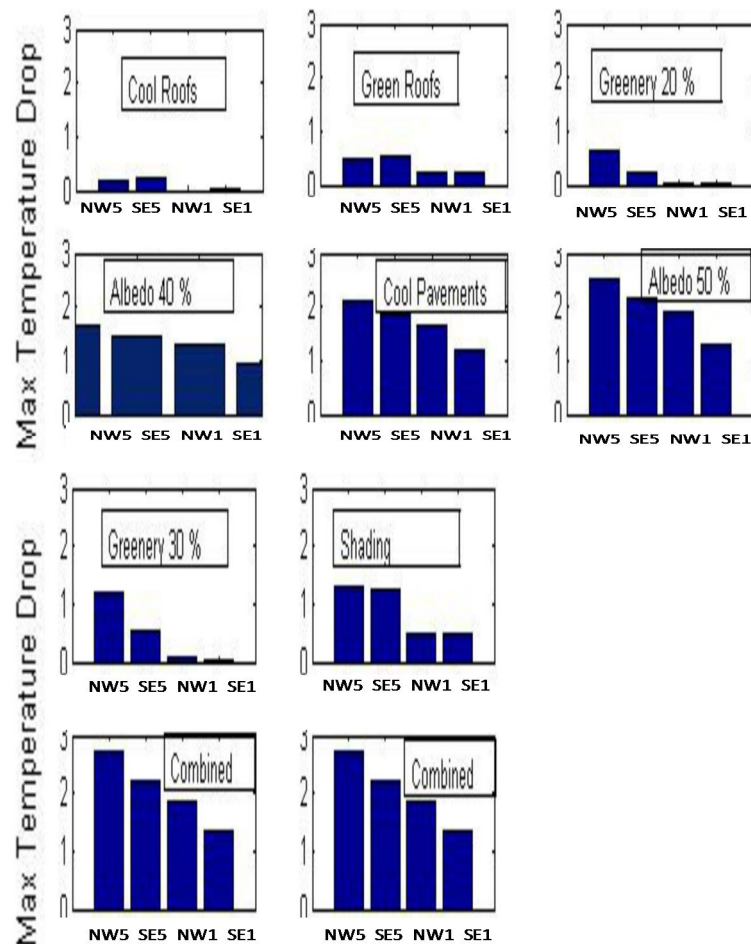 Max Temperature Drop
3
2
1
0
Cool Roofs
NW5 SE5 NW1 SE1
3
2
1
0
Green Roofs
NW5 SE5 NW1 SE1
3
2
1
0
Greenery 20 %
NW5 SE5 NW1 SE1
3
2
1
0
Albedo 40 %
NW5 SE5 NW1 SE1
3
2
1
0
Cool Pavements
NW5 SE5 NW1 SE1
3
2
1
0
Albedo 50 %
NW5 SE5 NW1 SE1
Max Temperature Drop
3
2
1
0
Greenery 30 %
NW5 SE5 NW1 SE1
3
2
1
0
Shading
NW5 SE5 NW1 SE1
3
2
1
0
Combined
NW5 SE5 NW1 SE1
3
2
1
0
Combined
NW5 SE5 NW1 SE1